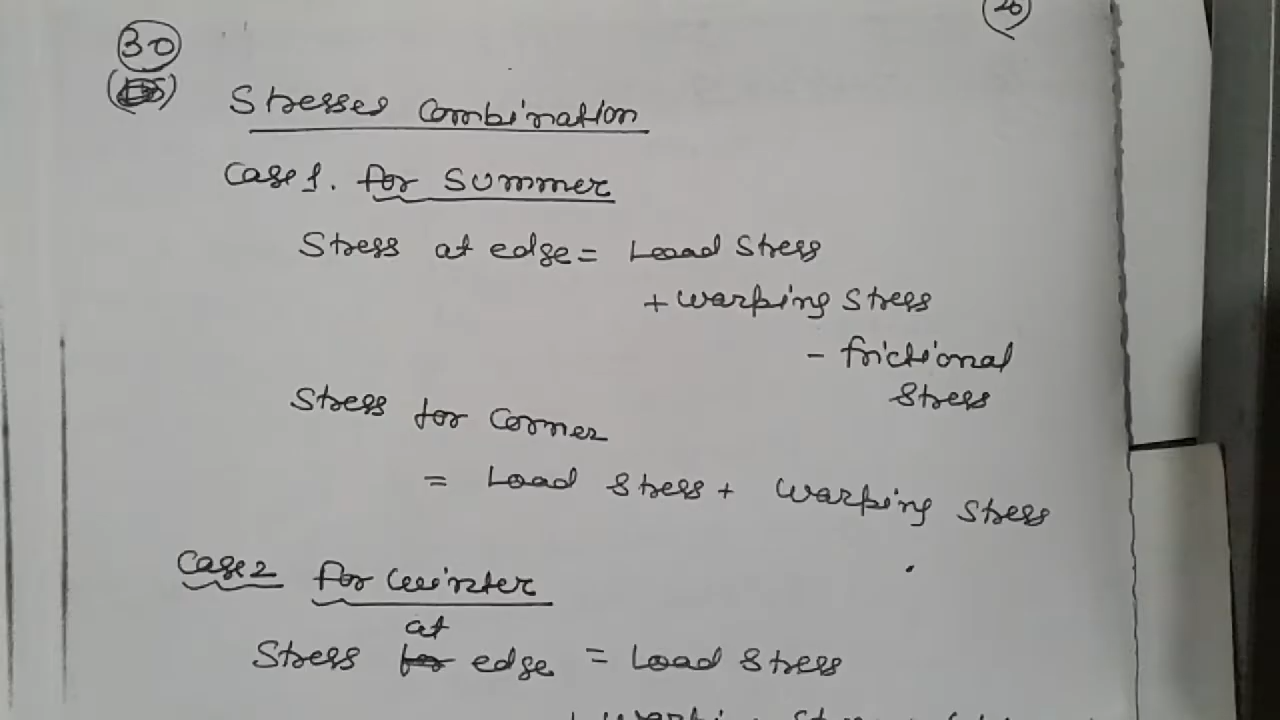 20
30
Stresses Combination
Case 1. for Summer
Stress at edge = Load Stress
+ warping stress
- frictional
stress
Stress for Corner
= Load stress + warping stress
Case 2 for winter
at
Stress for edge = Load stress